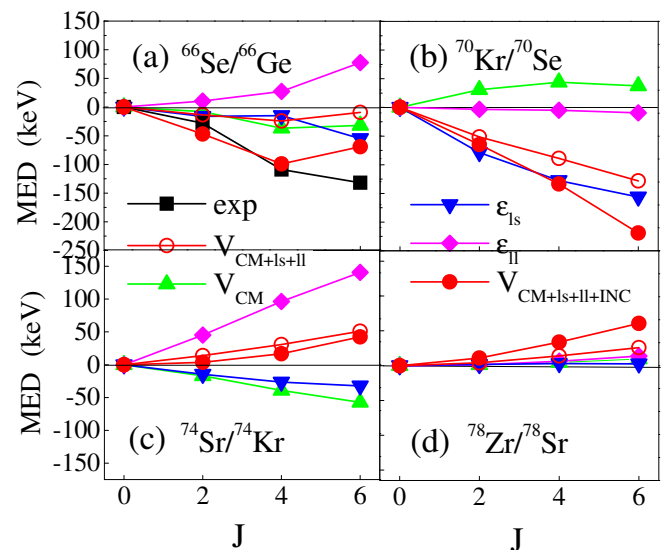 150
100
50
0
-50
-100
-150
-200
-250
MED (keV)
(a) ⁶⁶Se/⁶⁶Ge
exp
V_CM+ls+ll
V_CM
(b) ⁷⁰Kr/⁷⁰Se
ε_ls
ε_ll
V_CM+ls+ll+INC
150
100
50
0
-50
-100
-150
MED (keV)
(c) ⁷⁴Sr/⁷⁴Kr
(d) ⁷⁸Zr/⁷⁸Sr
0 2 4 6
0 2 4 6
J
J